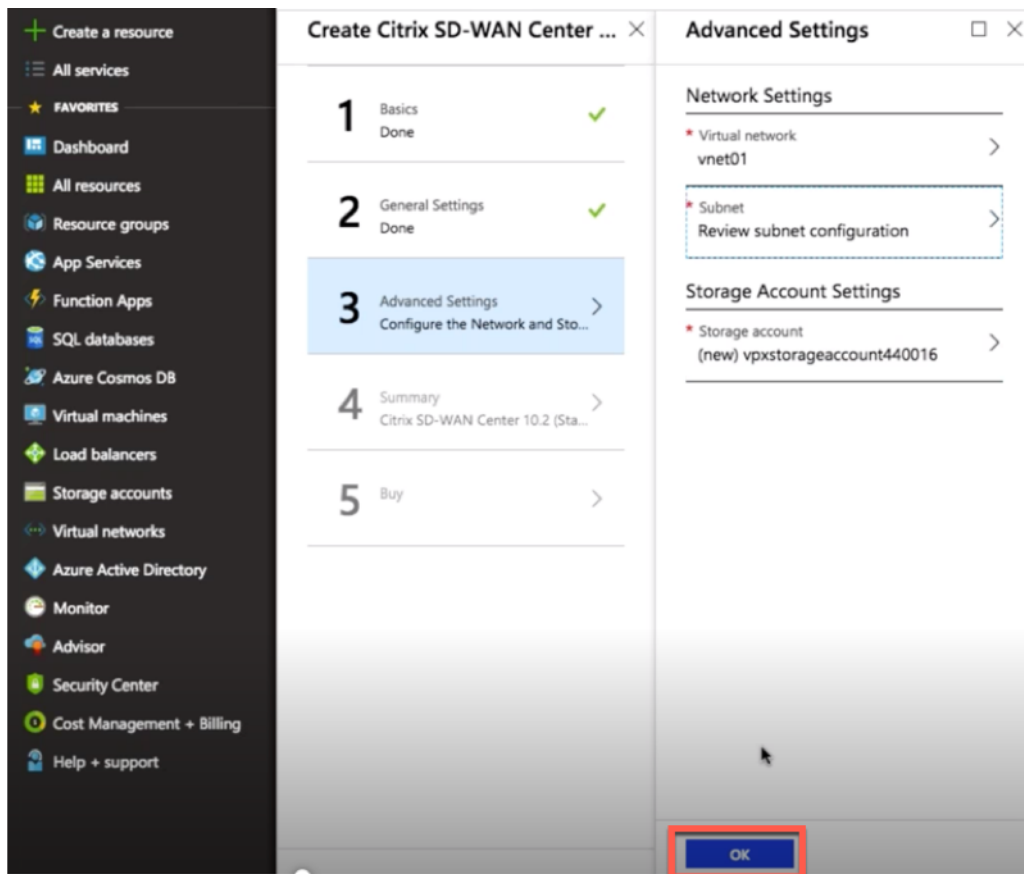 Create a resource
All services
FAVORITES
Dashboard
All resources
Resource groups
App Services
Function Apps
SQL databases
Azure Cosmos DB
Virtual machines
Load balancers
Storage accounts
Virtual networks
Azure Active Directory
Monitor
Advisor
Security Center
Cost Management + Billing
Help + support
Create Citrix SD-WAN Center ...
1
Basics
Done
2
General Settings
Done
3
Advanced Settings
Configure the Network and Sto...
4
Summary
Citrix SD-WAN Center 10.2 (Sta...
5
Buy
Advanced Settings
Network Settings
* Virtual network
vnet01
* Subnet
Review subnet configuration
Storage Account Settings
* Storage account
(new) vpxstorageaccount440016
OK